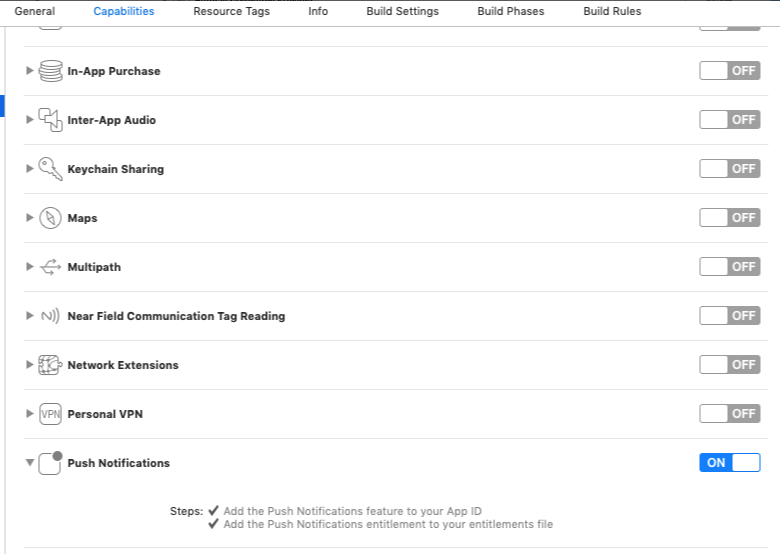 General Capabilities Resource Tags Info Build Settings Build Phases Build Rules
In-App Purchase OFF
Inter-App Audio OFF
Keychain Sharing OFF
Maps OFF
Multipath OFF
N)) Near Field Communication Tag Reading OFF
Network Extensions OFF
VPN Personal VPN OFF
Push Notifications ON
Steps: ✔ Add the Push Notifications feature to your App ID
✔ Add the Push Notifications entitlement to your entitlements file